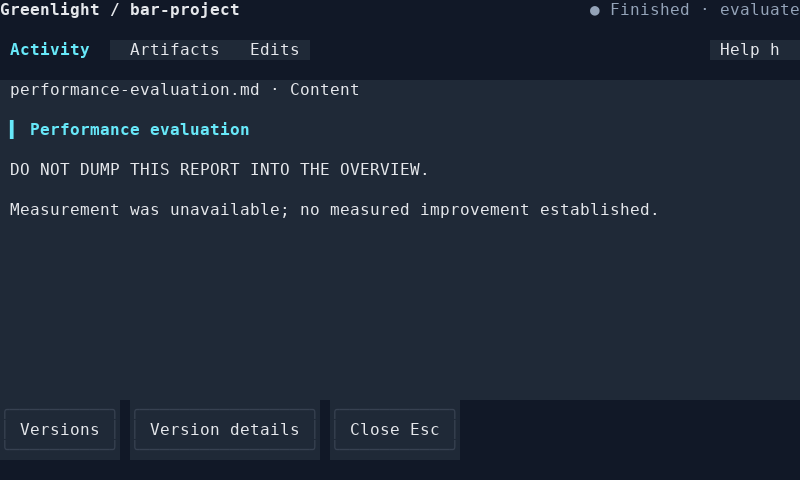 Greenlight / bar-project
● Finished · evaluate
Activity Artifacts Edits Help h
performance-evaluation.md · Content
Performance evaluation
DO NOT DUMP THIS REPORT INTO THE OVERVIEW.
Measurement was unavailable; no measured improvement established.
Versions Version details Close Esc